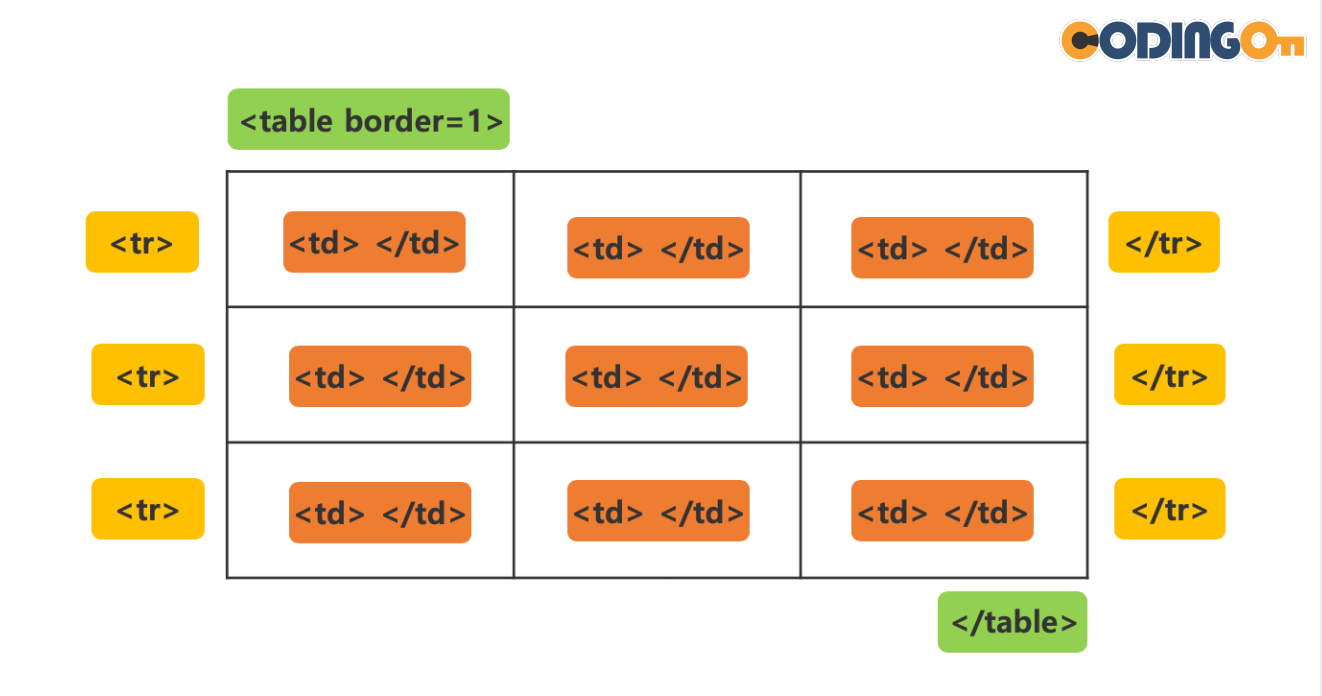 CODINGOn
<table border=1>
<tr> <td> </td> <td> </td> <td> </td> </tr>
<tr> <td> </td> <td> </td> <td> </td> </tr>
<tr> <td> </td> <td> </td> <td> </td> </tr>
</table>